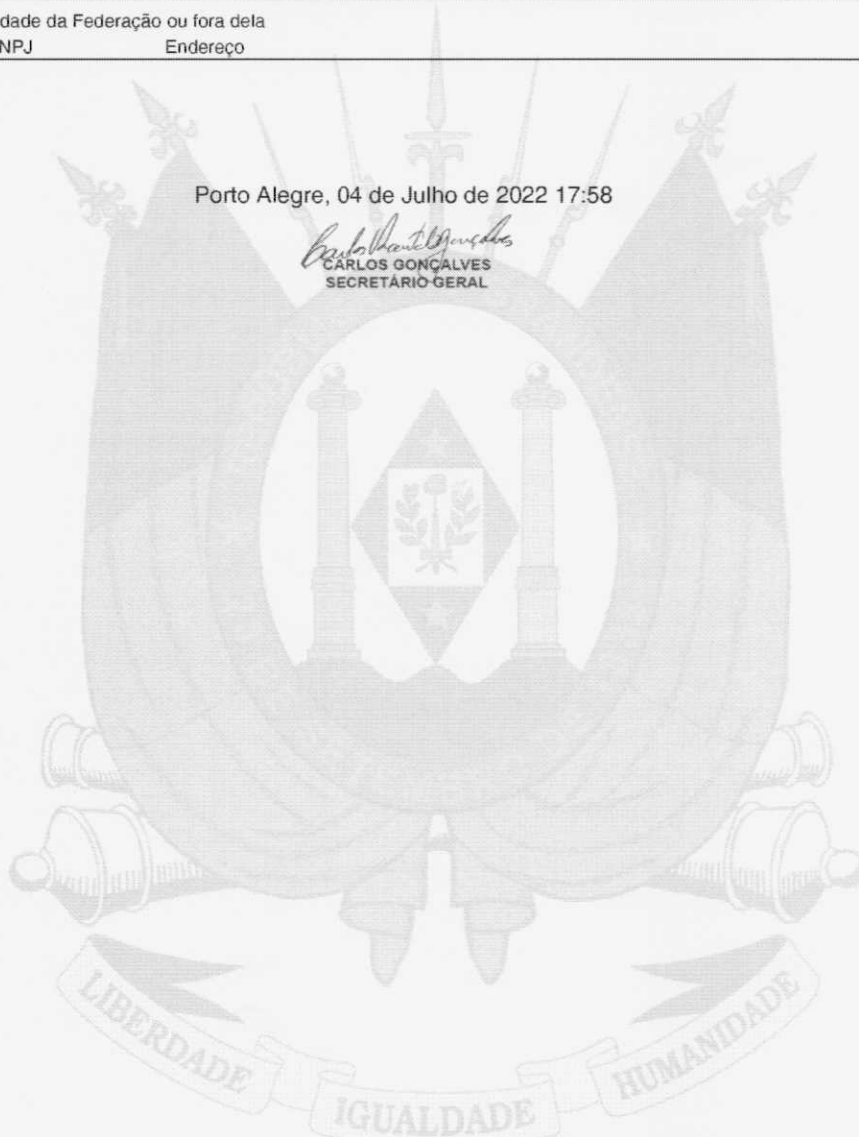 dade da Federação ou fora dela
NPJ Endereço
Porto Alegre, 04 de Julho de 2022 17:58
CARLOS GONÇALVES
SECRETÁRIO GERAL
LIBERDADE
IGUALDADE
HUMANIDADE